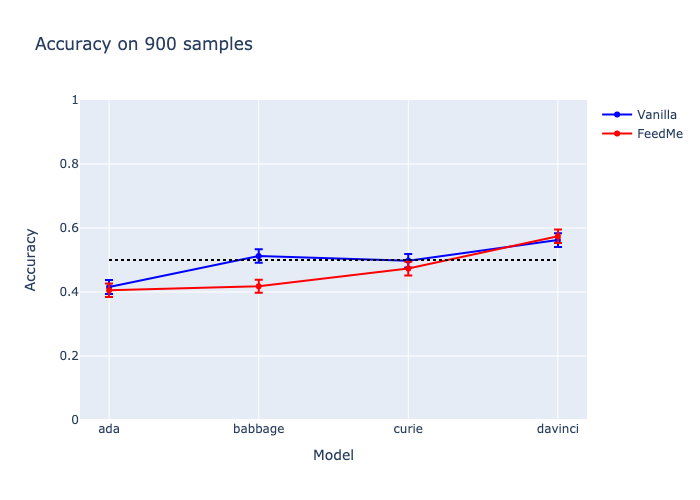 Accuracy on 900 samples
Vanilla
FeedMe
1
0.8
0.6
0.4
0.2
0
Accuracy
ada
babbage
curie
davinci
Model